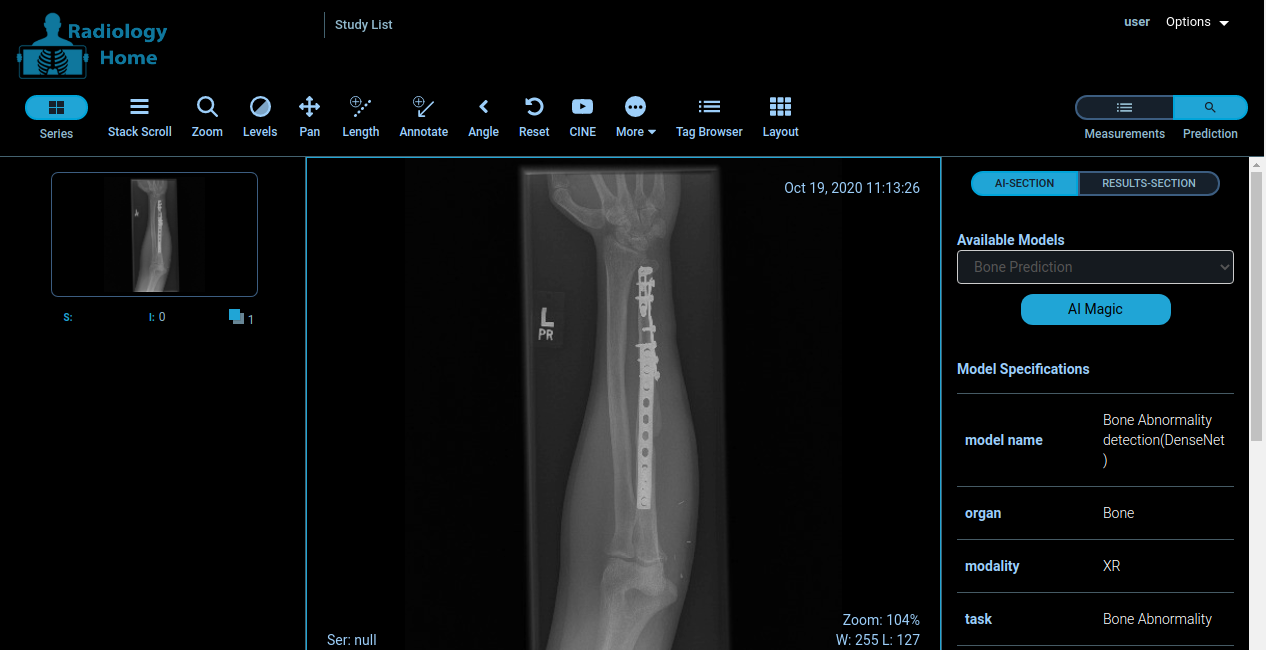 Radiology
Home
Study List
user Options
Series
Stack Scroll
Zoom
Levels
Pan
Length
Annotate
Angle
Reset
CINE
More
Tag Browser
Layout
Measurements
Prediction
S: I: 0 1
Oct 19, 2020 11:13:26
L
PR
Zoom: 104%
Ser: null
W: 255 L: 127
AI-SECTION RESULTS-SECTION
Available Models
Bone Prediction
AI Magic
Model Specifications
model name Bone Abnormality
detection(DenseNet
)
organ Bone
modality XR
task Bone Abnormality